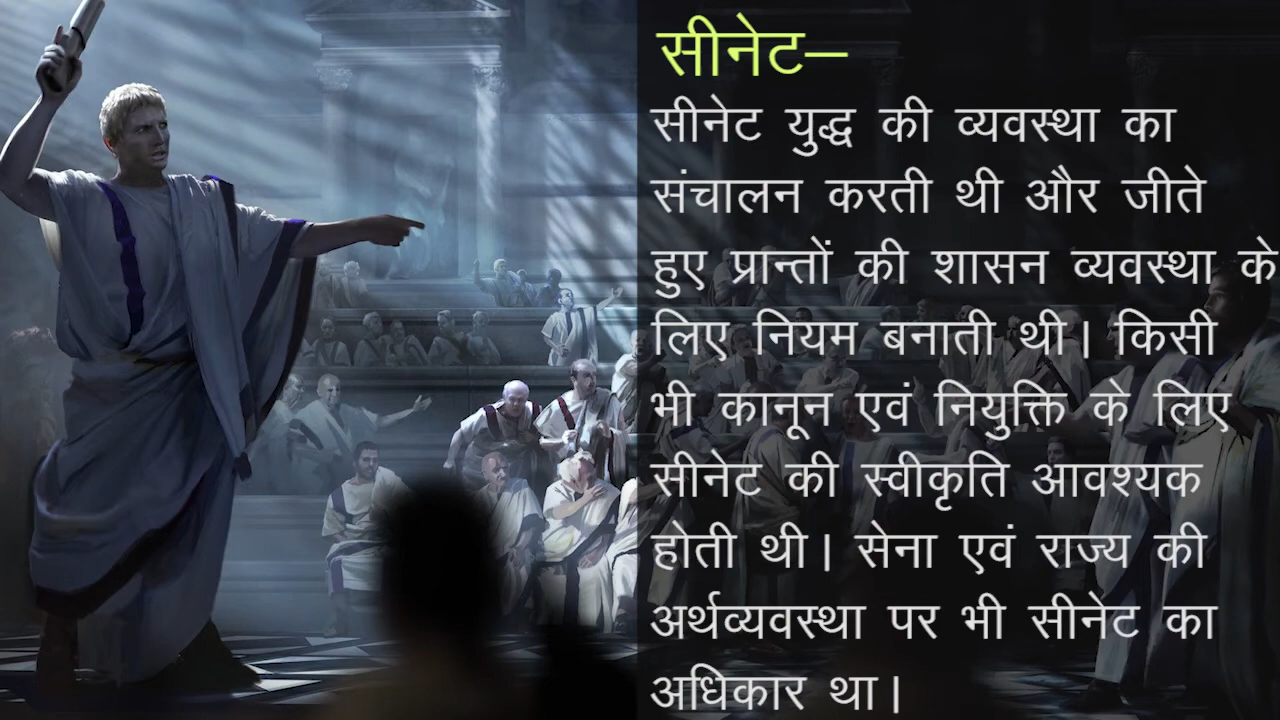 सीनेट–
सीनेट युद्ध की व्यवस्था का
संचालन करती थी और जीते
हुए प्रान्तों की शासन व्यवस्था के
लिए नियम बनाती थी। किसी
भी कानून एवं नियुक्ति के लिए
सीनेट की स्वीकृति आवश्यक
होती थी। सेना एवं राज्य की
अर्थव्यवस्था पर भी सीनेट का
अधिकार था।